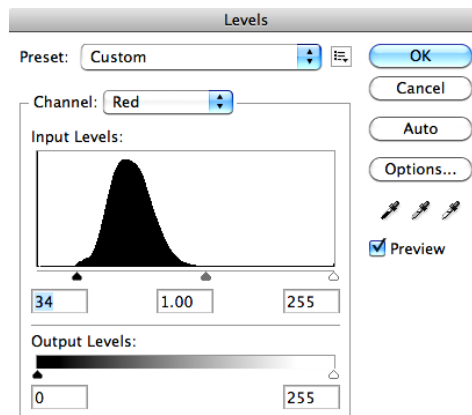 Levels
Preset: Custom
OK
Cancel
Channel: Red
Auto
Input Levels:
Options...
Preview
34 1.00 255
Output Levels:
0 255